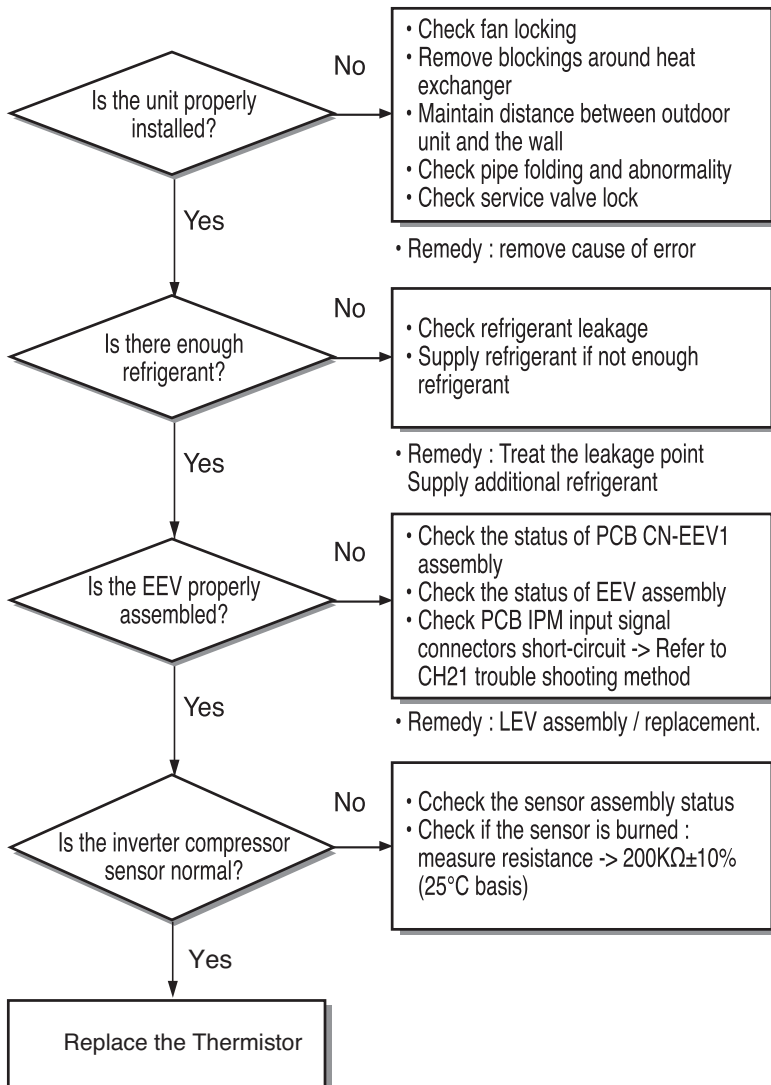 Is the unit properly
installed?
No
• Check fan locking
• Remove blockings around heat
exchanger
• Maintain distance between outdoor
unit and the wall
• Check pipe folding and abnormality
• Check service valve lock
• Remedy : remove cause of error
Yes
Is there enough
refrigerant?
No
• Check refrigerant leakage
• Supply refrigerant if not enough
refrigerant
• Remedy : Treat the leakage point
Supply additional refrigerant
Yes
Is the EEV properly
assembled?
No
• Check the status of PCB CN-EEV1
assembly
• Check the status of EEV assembly
• Check PCB IPM input signal
connectors short-circuit -> Refer to
CH21 trouble shooting method
• Remedy : LEV assembly / replacement.
Yes
Is the inverter compressor
sensor normal?
No
• Ccheck the sensor assembly status
• Check if the sensor is burned :
measure resistance -> 200KΩ±10%
(25°C basis)
Yes
Replace the Thermistor